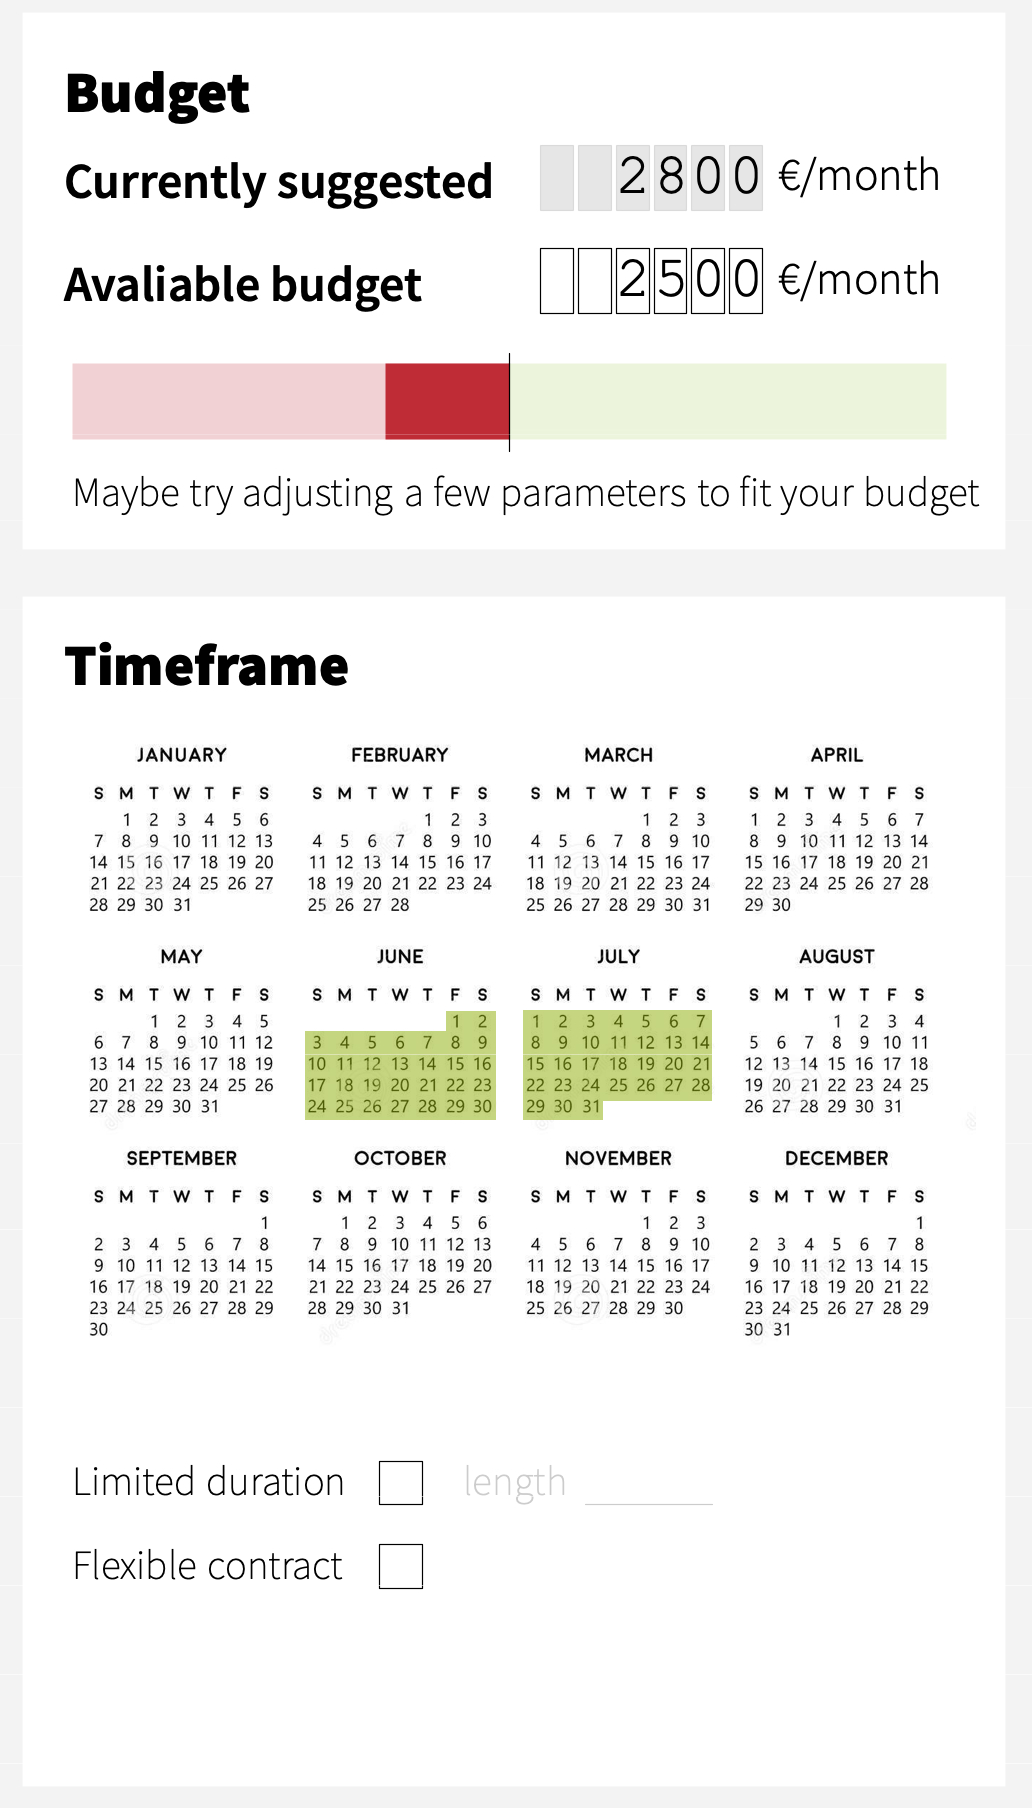 Budget
Currently suggested 2800 €/month
Avaliable budget 2500 €/month
Maybe try adjusting a few parameters to fit your budget
Timeframe
JANUARY FEBRUARY MARCH APRIL
S M T W T F S S M T W T F S S M T W T F S S M T W T F S
1 2 3 4 5 6 1 2 3 1 2 3 1 2 3 4 5 6 7
7 8 9 10 11 12 13 4 5 6 7 8 9 10 4 5 6 7 8 9 10 8 9 10 11 12 13 14
14 15 16 17 18 19 20 11 12 13 14 15 16 17 11 12 13 14 15 16 17 15 16 17 18 19 20 21
21 22 23 24 25 26 27 18 19 20 21 22 23 24 18 19 20 21 22 23 24 22 23 24 25 26 27 28
28 29 30 31 25 26 27 28 25 26 27 28 29 30 31 29 30
MAY JUNE JULY AUGUST
S M T W T F S S M T W T F S S M T W T F S S M T W T F S
1 2 3 4 5 1 2 1 2 3 4 5 6 7 1 2 3 4
6 7 8 9 10 11 12 3 4 5 6 7 8 9 8 9 10 11 12 13 14 5 6 7 8 9 10 11
13 14 15 16 17 18 19 10 11 12 13 14 15 16 15 16 17 18 19 20 21 12 13 14 15 16 17 18
20 21 22 23 24 25 26 17 18 19 20 21 22 23 22 23 24 25 26 27 28 19 20 21 22 23 24 25
27 28 29 30 31 24 25 26 27 28 29 30 29 30 31 26 27 28 29 30 31
SEPTEMBER OCTOBER NOVEMBER DECEMBER
S M T W T F S S M T W T F S S M T W T F S S M T W T F S
1 1 2 3 4 5 6 1 2 3 1
2 3 4 5 6 7 8 7 8 9 10 11 12 13 4 5 6 7 8 9 10 2 3 4 5 6 7 8
9 10 11 12 13 14 15 14 15 16 17 18 19 20 11 12 13 14 15 16 17 9 10 11 12 13 14 15
16 17 18 19 20 21 22 21 22 23 24 25 26 27 18 19 20 21 22 23 24 16 17 18 19 20 21 22
23 24 25 26 27 28 29 28 29 30 31 25 26 27 28 29 30 23 24 25 26 27 28 29
30 30 31
Limited duration length
Flexible contract